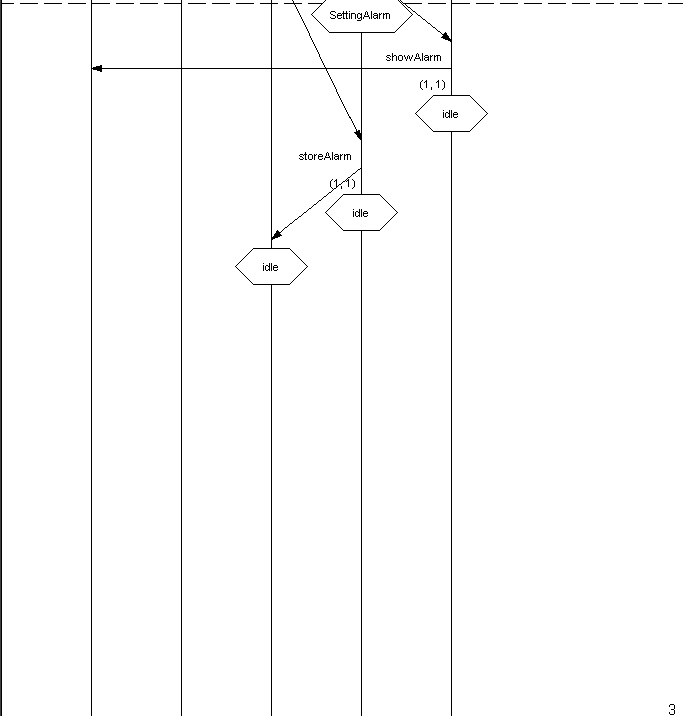 SettingAlarm
showAlarm
(1,1)
idle
storeAlarm
(1,1)
idle
idle
3